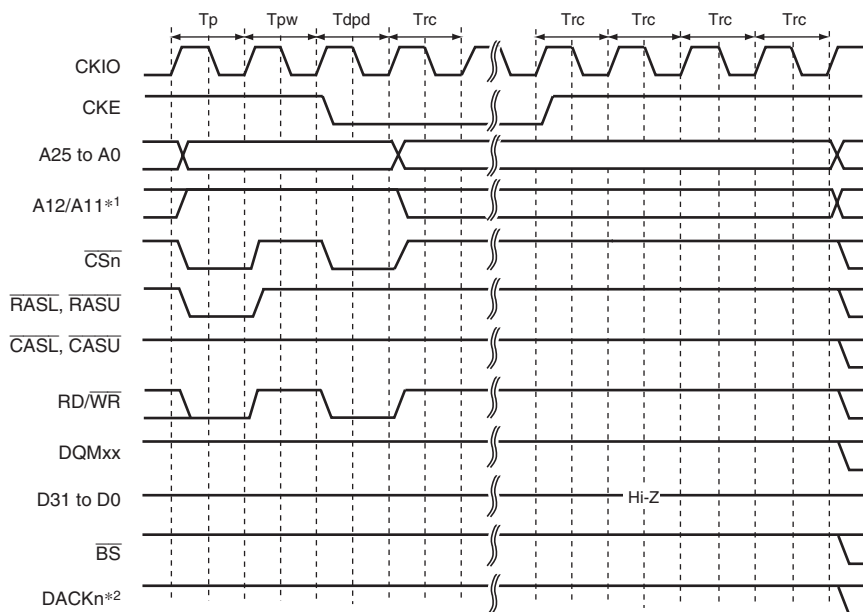 Tp Tpw Tdpd Trc Trc Trc Trc Trc
CKIO
CKE
A25 to A0
A12/A11*1
CSn
RASL, RASU
CASL, CASU
RD/WR
DQMxx
D31 to D0 Hi-Z
BS
DACKn*2